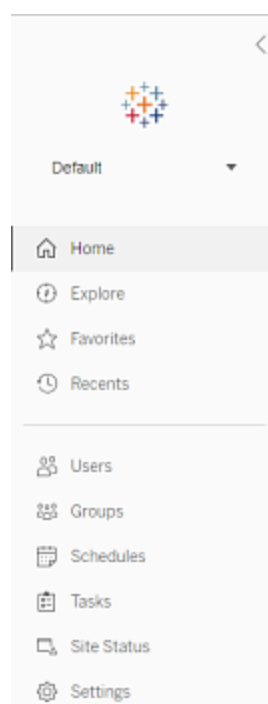 Default
Home
Explore
Favorites
Recents
Users
Groups
Schedules
Tasks
Site Status
Settings